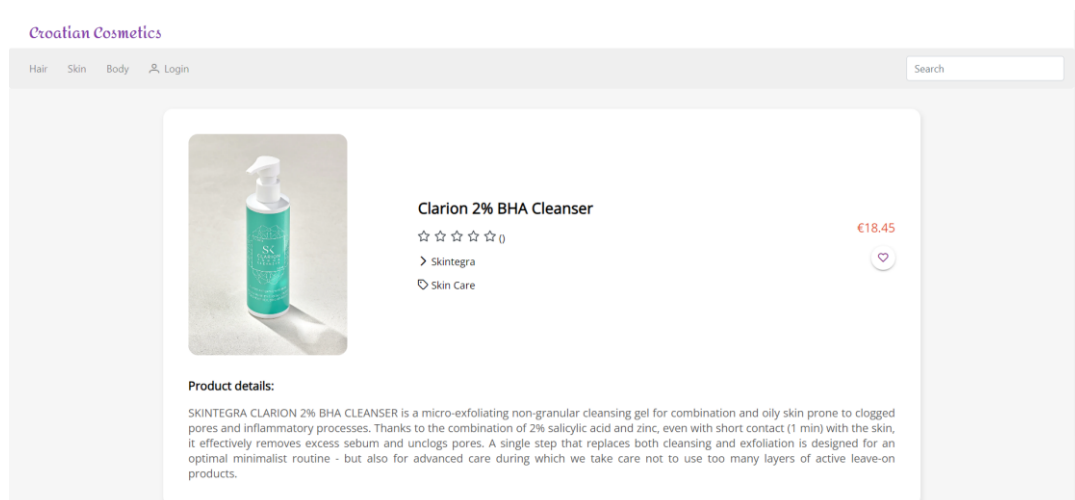 Croatian Cosmetics
Hair Skin Body Login
Search
Clarion 2% BHA Cleanser
()
Skintegra
Skin Care
€18.45
SK
Product details:
SKINTEGRA CLARION 2% BHA CLEANSER is a micro-exfoliating non-granular cleansing gel for combination and oily skin prone to clogged
pores and inflammatory processes. Thanks to the combination of 2% salicylic acid and zinc, even with short contact (1 min) with the skin,
it effectively removes excess sebum and unclogs pores. A single step that replaces both cleansing and exfoliation is designed for an
optimal minimalist routine - but also for advanced care during which we take care not to use too many layers of active leave-on
products.